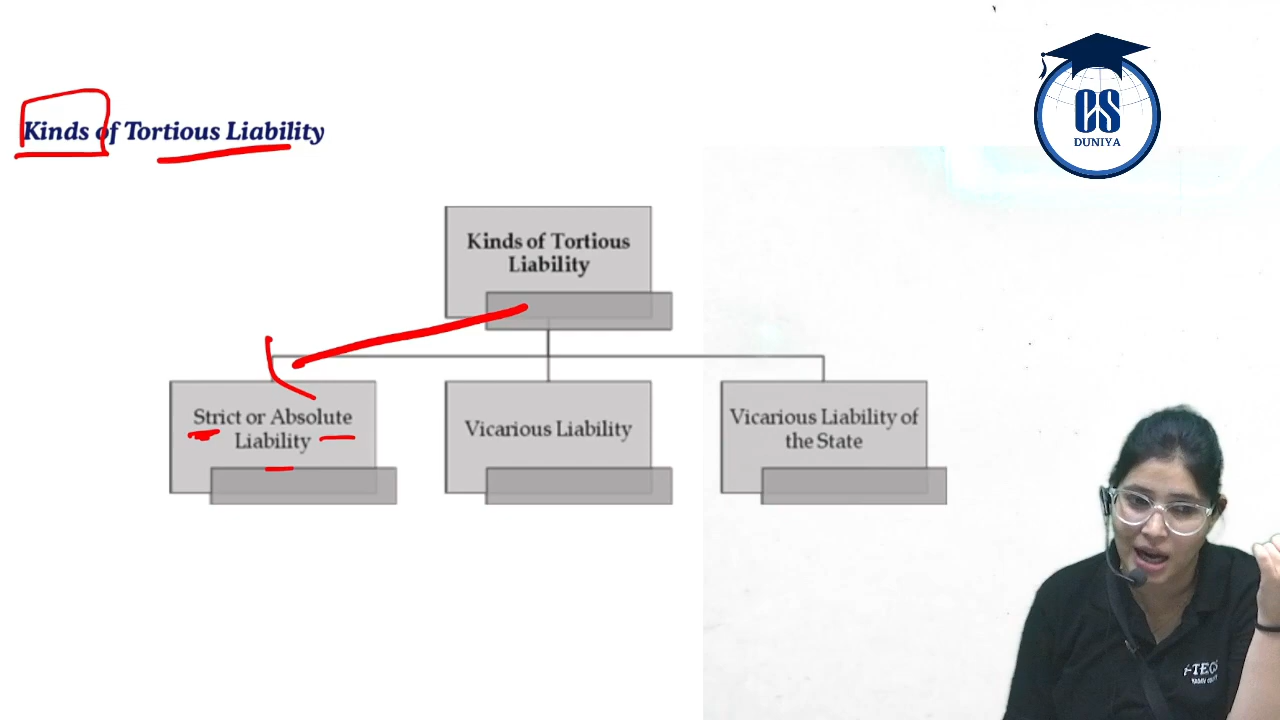 CS
DUNIYA
Kinds of Tortious Liability
Kinds of Tortious
Liability
Strict or Absolute
Liability
Vicarious Liability
Vicarious Liability of
the State